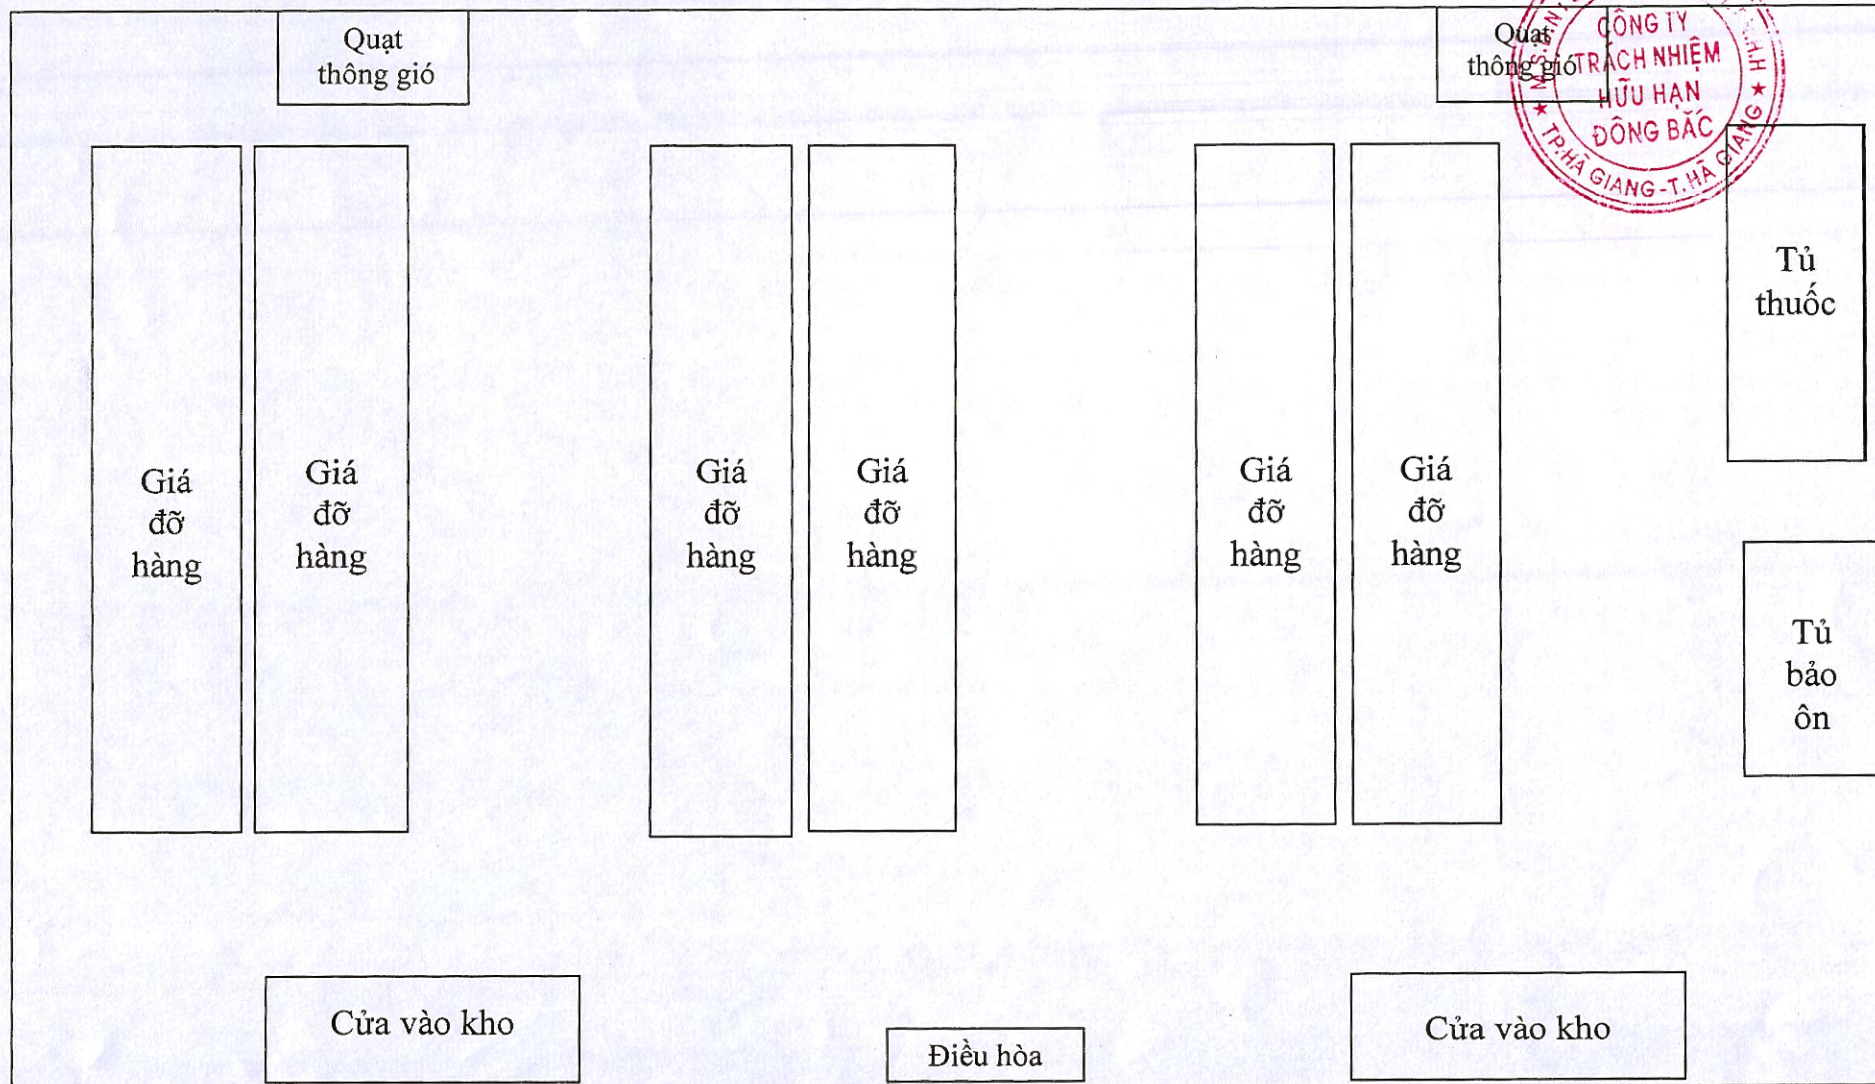 Quạt
thông gió
Quạt
thông gió
CÔNG TY
TRÁCH NHIỆM
HỮU HẠN
ĐÔNG BẮC
TP.HÀ GIANG-T.HÀ GIANG
Tủ
thuốc
Giá
đỡ
hàng
Giá
đỡ
hàng
Giá
đỡ
hàng
Giá
đỡ
hàng
Giá
đỡ
hàng
Giá
đỡ
hàng
Tủ
bảo
ôn
Cửa vào kho
Điều hòa
Cửa vào kho